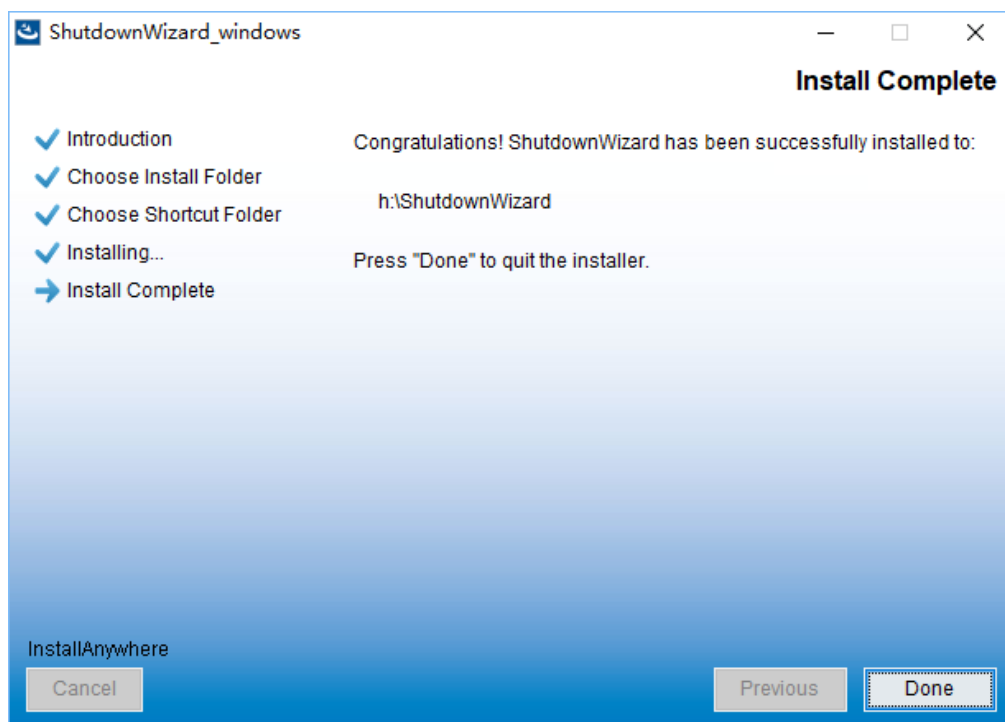 ShutdownWizard_windows
Install Complete
Introduction
Choose Install Folder
Choose Shortcut Folder
Installing...
Install Complete
Congratulations! ShutdownWizard has been successfully installed to:
h:\ShutdownWizard
Press "Done" to quit the installer.
InstallAnywhere
Cancel
Previous
Done